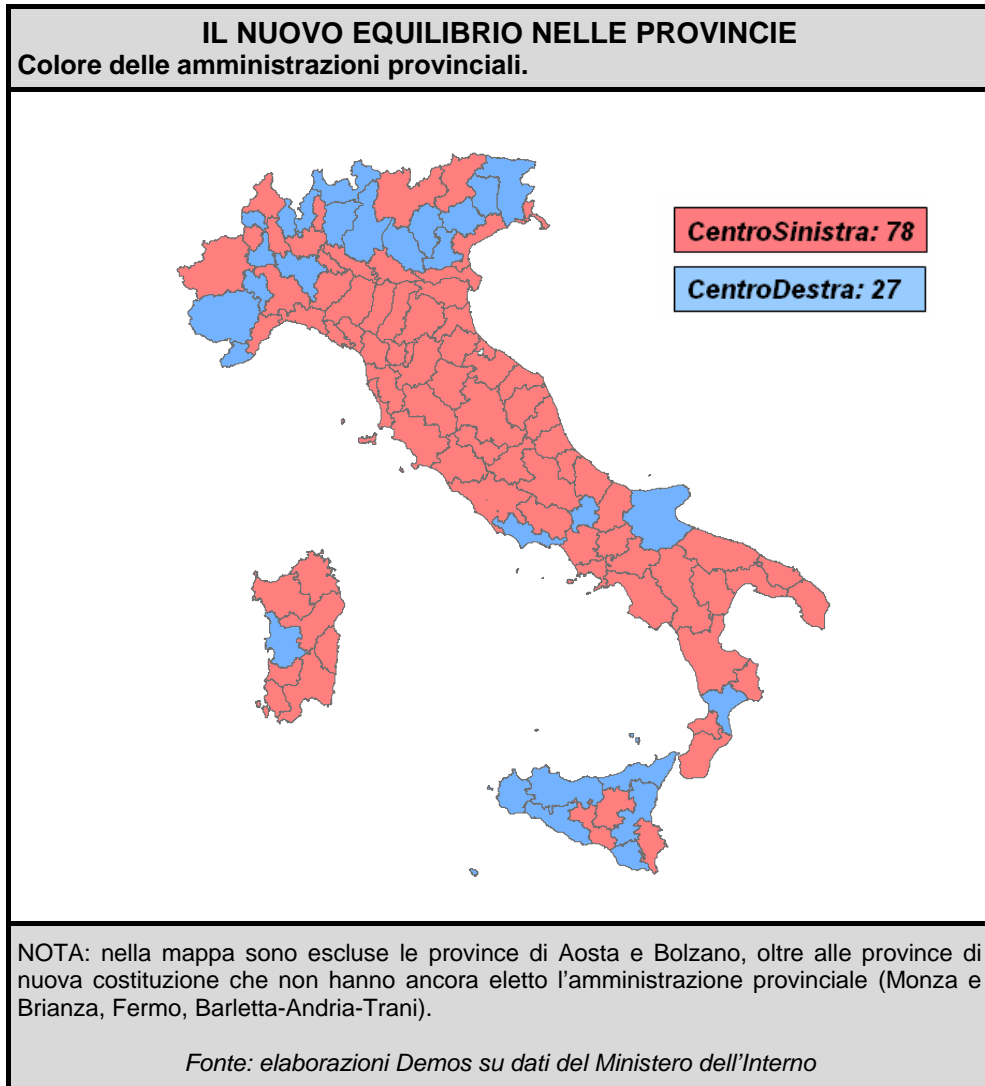 IL NUOVO EQUILIBRIO NELLE PROVINCIE
Colore delle amministrazioni provinciali.
CentroSinistra: 78
CentroDestra: 27
NOTA: nella mappa sono escluse le province di Aosta e Bolzano, oltre alle province di
nuova costituzione che non hanno ancora eletto l'amministrazione provinciale (Monza e
Brianza, Fermo, Barletta-Andria-Trani).
Fonte: elaborazioni Demos su dati del Ministero dell'Interno